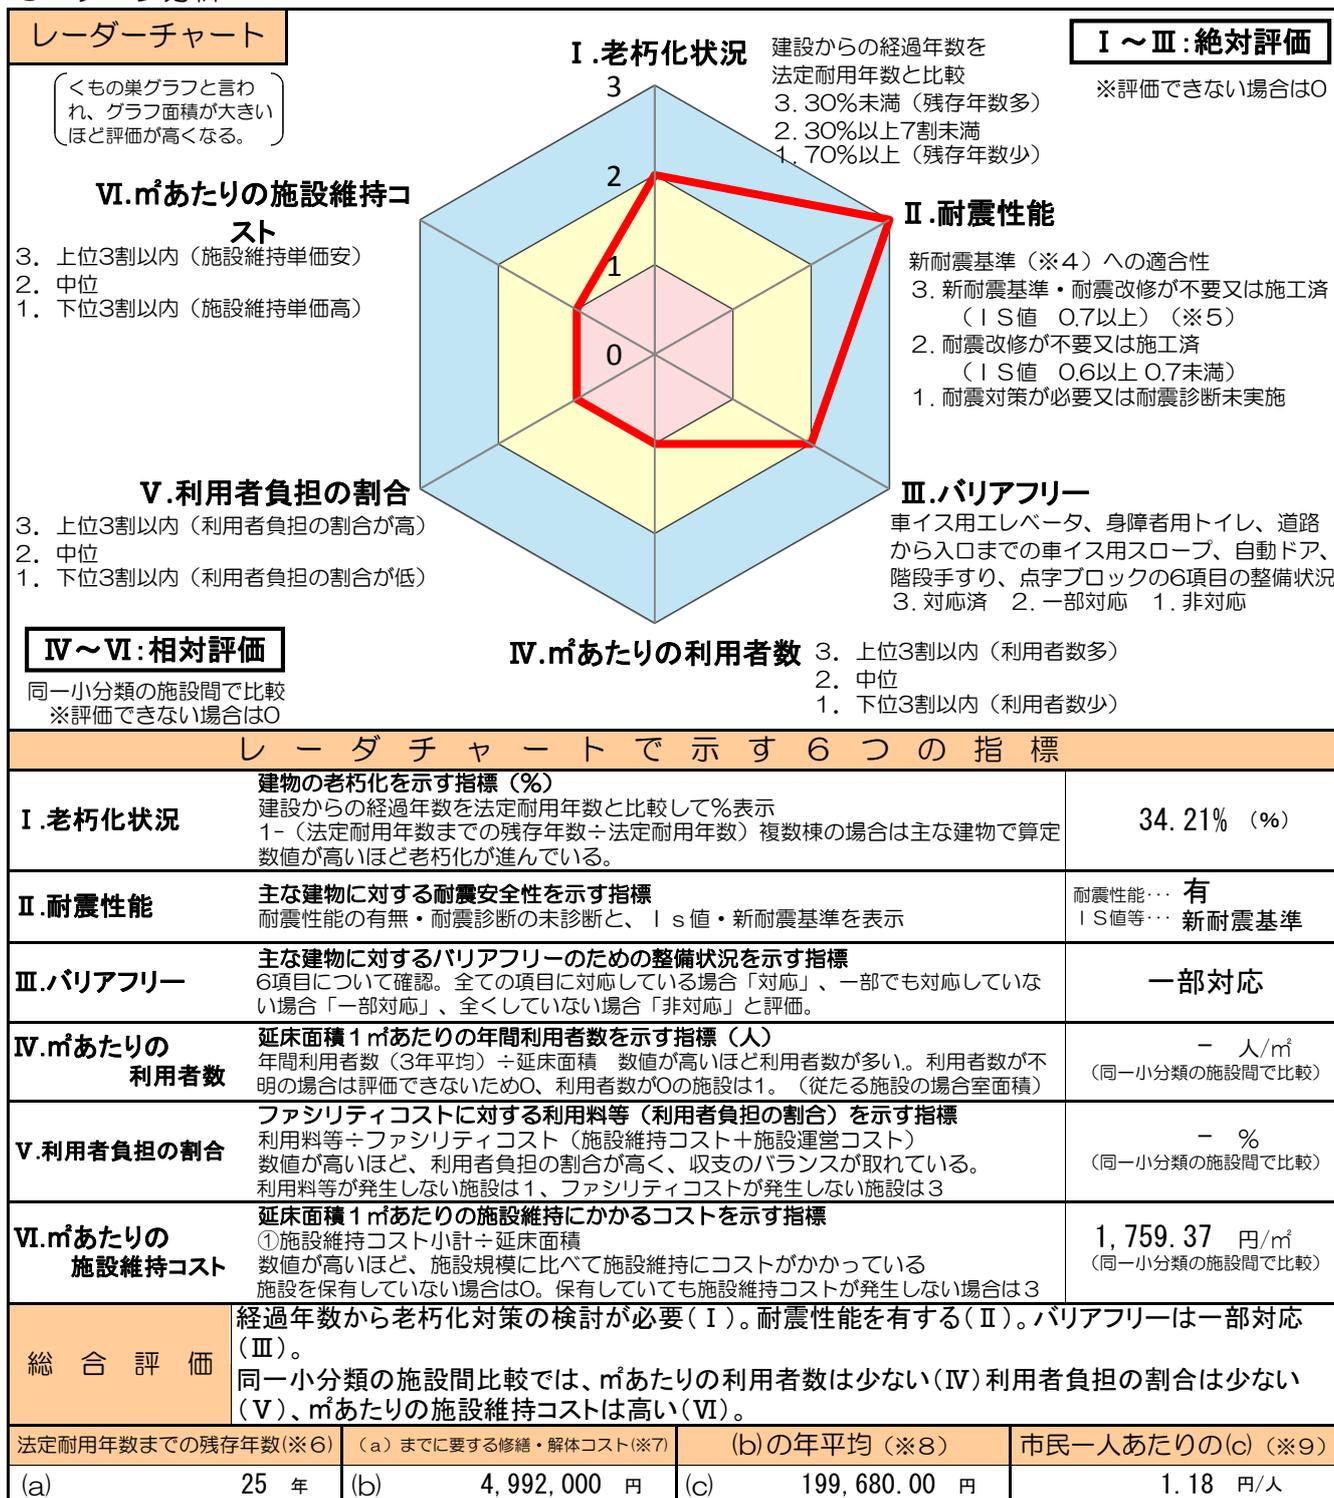 レーダーチャート
くもの巣グラフと言わ
れ、グラフ面積が大きい
ほど評価が高くなる。
Ⅰ.老朽化状況
建設からの経過年数を
法定耐用年数と比較
3. 30%未満（残存年数多）
2. 30%以上7割未満
1. 70%以上（残存年数少）
Ⅰ～Ⅲ:絶対評価
※評価できない場合は0
3
2
1
0
Ⅵ.㎡あたりの施設維持コ
スト
3. 上位3割以内（施設維持単価安）
2. 中位
1. 下位3割以内（施設維持単価高）
Ⅱ.耐震性能
新耐震基準（※4）への適合性
3. 新耐震基準・耐震改修が不要又は施工済
（ＩＳ値 0.7以上）（※5）
2. 耐震改修が不要又は施工済
（ＩＳ値 0.6以上 0.7未満）
1. 耐震対策が必要又は耐震診断未実施
Ⅴ.利用者負担の割合
3. 上位3割以内（利用者負担の割合が高）
2. 中位
1. 下位3割以内（利用者負担の割合が低）
Ⅲ.バリアフリー
車イス用エレベータ、身障者用トイレ、道路
から入口までの車イス用スロープ、自動ドア、
階段手すり、点字ブロックの6項目の整備状況
3. 対応済 2. 一部対応 1. 非対応
Ⅳ～Ⅵ:相対評価
同一小分類の施設間で比較
※評価できない場合は0
Ⅳ.㎡あたりの利用者数
3. 上位3割以内（利用者数多）
2. 中位
1. 下位3割以内（利用者数少）
レーダチャートで示す６つの指標
Ⅰ.老朽化状況
建物の老朽化を示す指標（%）
建設からの経過年数を法定耐用年数と比較して%表示
1-（法定耐用年数までの残存年数÷法定耐用年数）複数棟の場合は主な建物で算定
数値が高いほど老朽化が進んでいる。
34.21% （%）
Ⅱ.耐震性能
主な建物に対する耐震安全性を示す指標
耐震性能の有無・耐震診断の未診断と、Ｉｓ値・新耐震基準を表示
耐震性能･･･ 有
ＩＳ値等･･･ 新耐震基準
Ⅲ.バリアフリー
主な建物に対するバリアフリーのための整備状況を示す指標
6項目について確認。全ての項目に対応している場合「対応」、一部でも対応していな
い場合「一部対応」、全くしていない場合「非対応」と評価。
一部対応
Ⅳ.㎡あたりの
利用者数
延床面積１㎡あたりの年間利用者数を示す指標（人）
年間利用者数（3年平均）÷延床面積 数値が高いほど利用者数が多い。利用者数が不
明の場合は評価できないため0、利用者数が0の施設は1。（従たる施設の場合室面積）
－ 人/㎡
（同一小分類の施設間で比較）
Ⅴ.利用者負担の割合
ファシリティコストに対する利用料等（利用者負担の割合）を示す指標
利用料等÷ファシリティコスト（施設維持コスト＋施設運営コスト）
数値が高いほど、利用者負担の割合が高く、収支のバランスが取れている。
利用料等が発生しない施設は１、ファシリティコストが発生しない施設は３
－ %
（同一小分類の施設間で比較）
Ⅵ.㎡あたりの
施設維持コスト
延床面積１㎡あたりの施設維持にかかるコストを示す指標
①施設維持コスト小計÷延床面積
数値が高いほど、施設規模に比べて施設維持にコストがかかっている
施設を保有していない場合は0。保有していても施設維持コストが発生しない場合は３
1,759.37 円/㎡
（同一小分類の施設間で比較）
総合評価
経過年数から老朽化対策の検討が必要(Ⅰ)。耐震性能を有する(Ⅱ)。バリアフリーは一部対応
(Ⅲ)。
同一小分類の施設間比較では、㎡あたりの利用者数は少ない(Ⅳ)利用者負担の割合は少ない
(Ⅴ)、㎡あたりの施設維持コストは高い(Ⅵ)。
法定耐用年数までの残存年数(※6) （a）までに要する修繕・解体コスト(※7) (b)の年平均（※8） 市民一人あたりの(c)（※9）
(a) 25 年 (b) 4,992,000 円 (c) 199,680.00 円 1.18 円/人